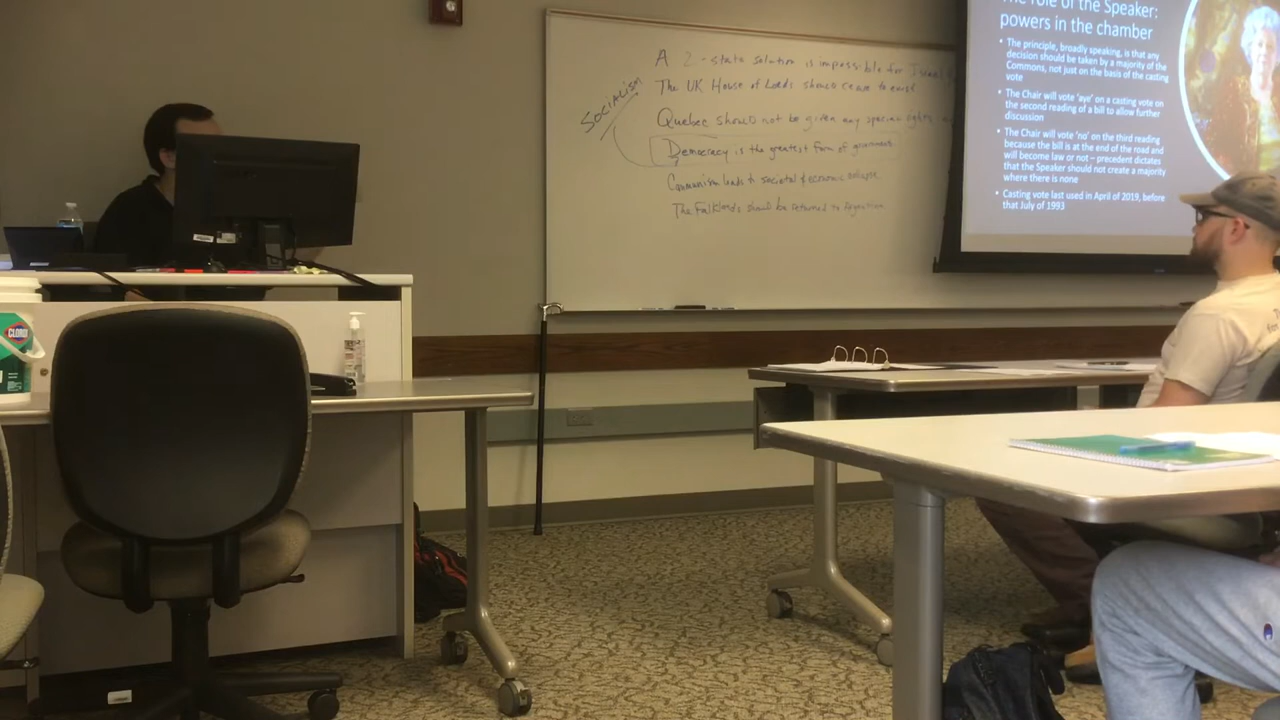 A 2-state solution is impossible for Israel
The UK House of Lords should cease to exist
Quebec should not be given any special rights
SOCIALISM
Democracy is the greatest form of government
Communism leads to societal & economic collapse
The Falklands should be returned to Argentina
The role of the Speaker:
powers in the chamber
• The principle, broadly speaking, is that any
decision should be taken by a majority of the
Commons, not just on the basis of the casting
vote
• The Chair will vote 'aye' on a casting vote on
the second reading of a bill to allow further
discussion
• The Chair will vote 'no' on the third reading
because the bill is at the end of the road and
will become law or not – precedent dictates
that the Speaker should not create a majority
where there is none
• Casting vote last used in April of 2019, before
that July of 1993
CLORO